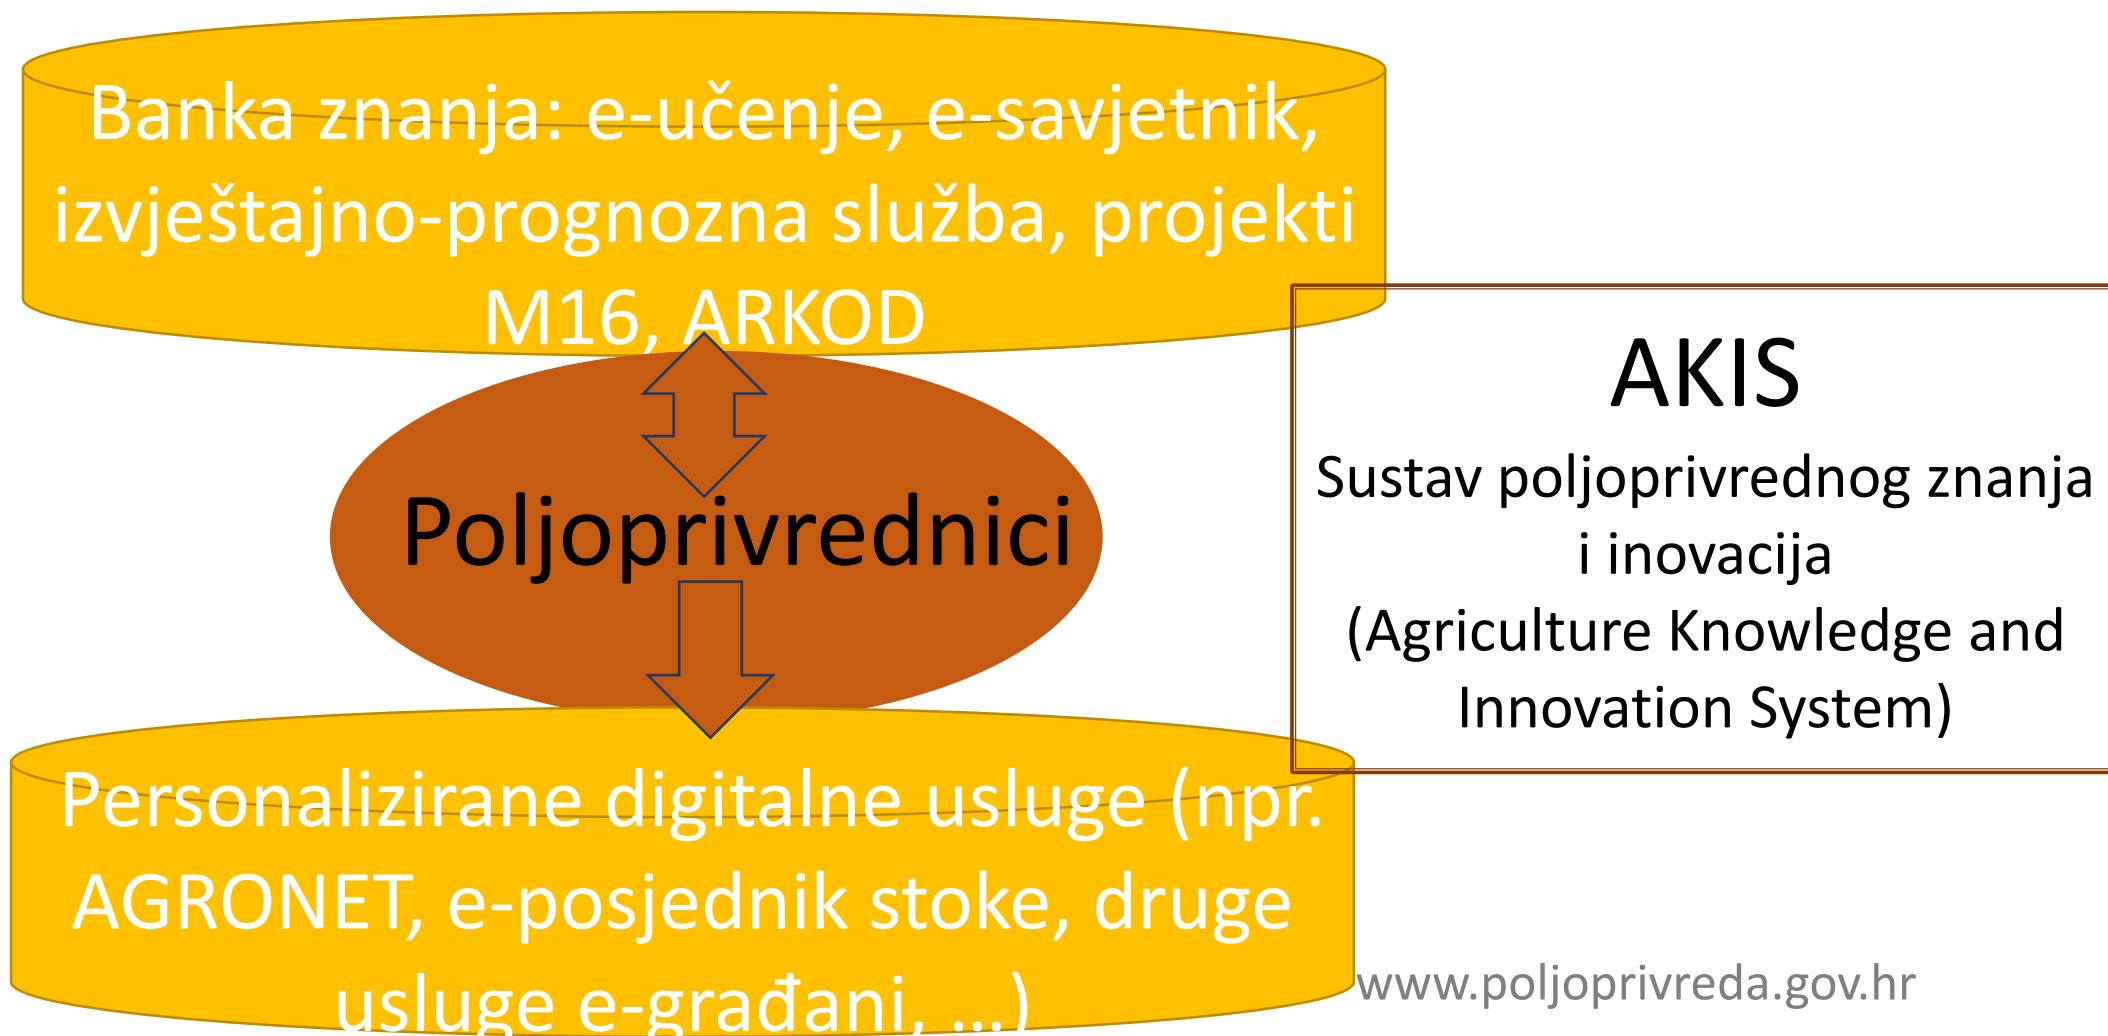 Banka znanja: e-učenje, e-savjetnik,
izvještajno-prognozna služba, projekti
M16, ARKOD
AKIS
Sustav poljoprivrednog znanja
i inovacija
(Agriculture Knowledge and
Innovation System)
Poljoprivrednici
Personalizirane digitalne usluge (npr.
AGRONET, e-posjednik stoke, druge
usluge e-građani, ...)
www.poljoprivreda.gov.hr